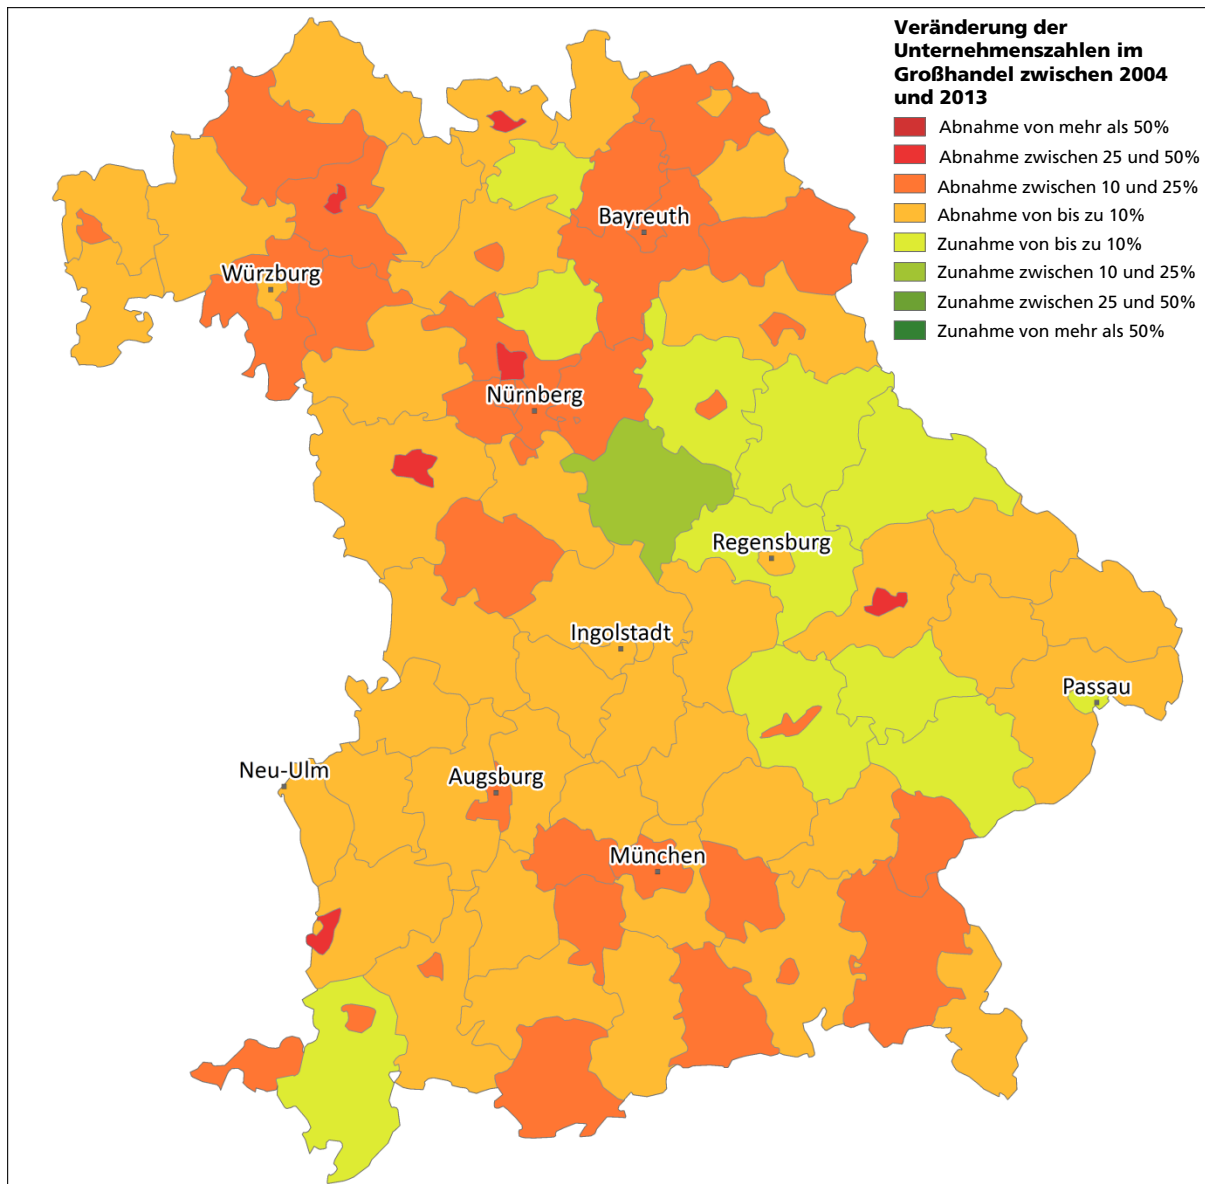 Veränderung der
Unternehmenszahlen im
Großhandel zwischen 2004
und 2013
Abnahme von mehr als 50%
Abnahme zwischen 25 und 50%
Abnahme zwischen 10 und 25%
Abnahme von bis zu 10%
Zunahme von bis zu 10%
Zunahme zwischen 10 und 25%
Zunahme zwischen 25 und 50%
Zunahme von mehr als 50%
Bayreuth
Würzburg
Nürnberg
Regensburg
Ingolstadt
Passau
Neu-Ulm
Augsburg
München